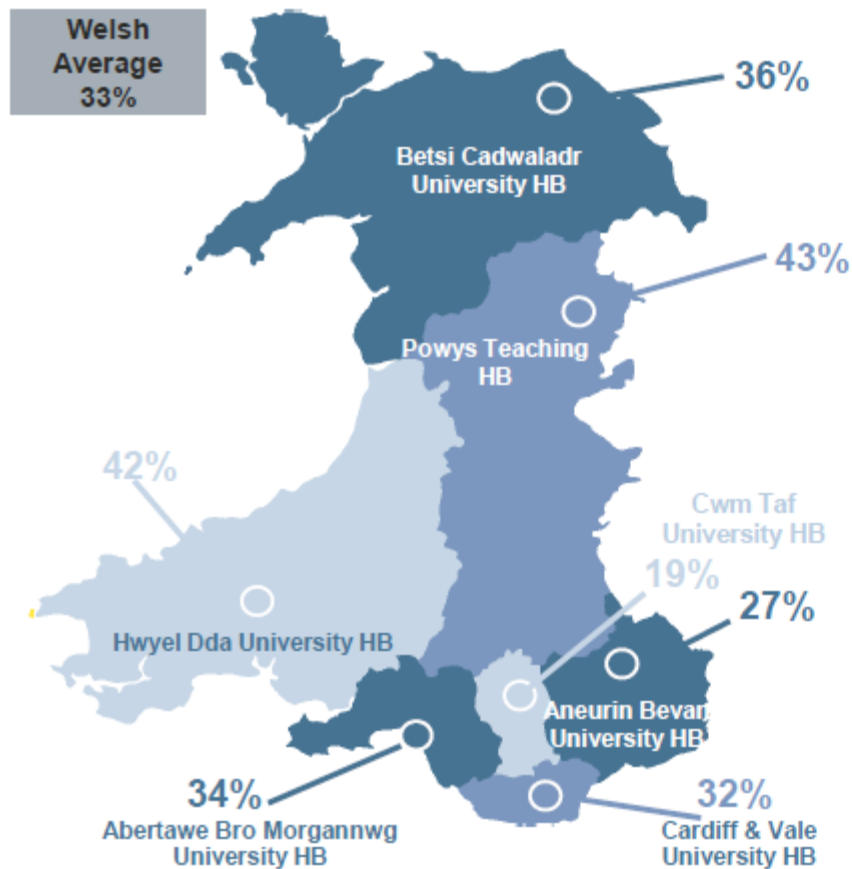 Welsh
Average
33%
36%
Betsi Cadwaladr
University HB
43%
Powys Teaching
HB
42%
Cwm Taf
University HB
19%
27%
Hwyel Dda University HB
Aneurin Bevan
University HB
34%
Abertawe Bro Morgannwg
University HB
32%
Cardiff & Vale
University HB